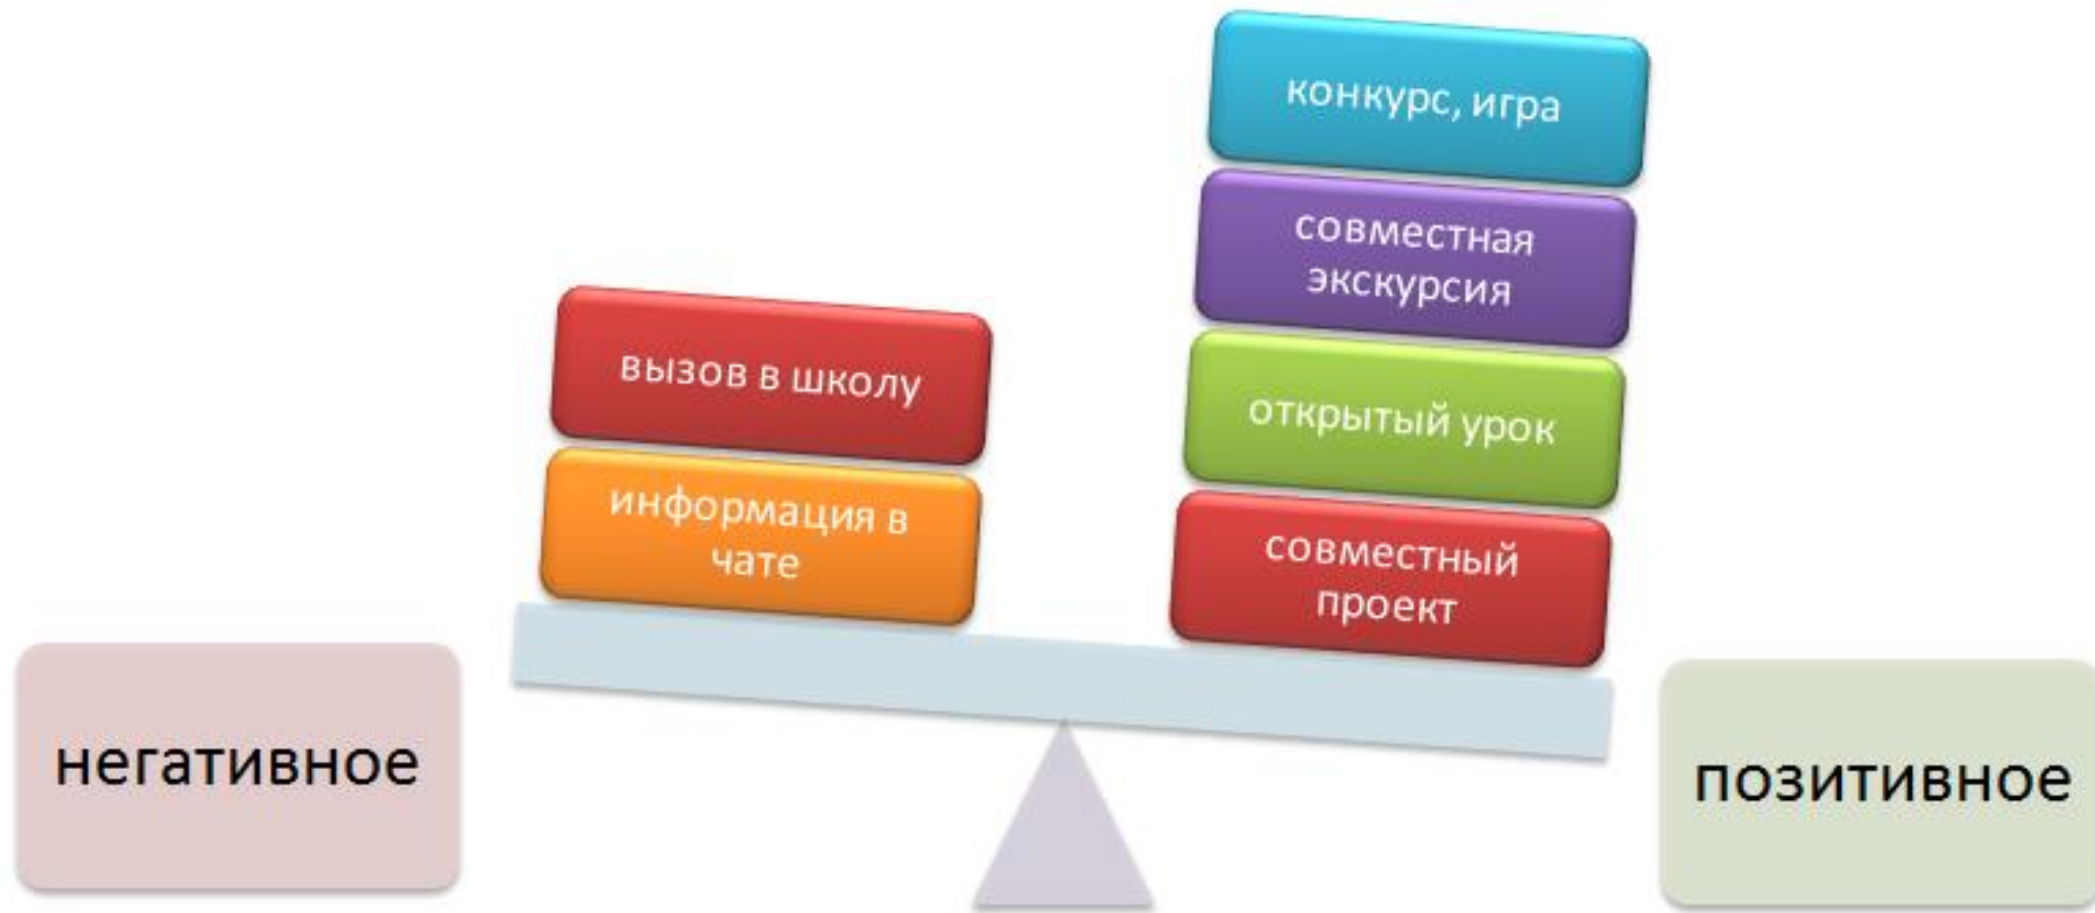 конкурс, игра
совместная
экскурсия
открытый урок
совместный
проект
вызов в школу
информация в
чате
негативное
позитивное